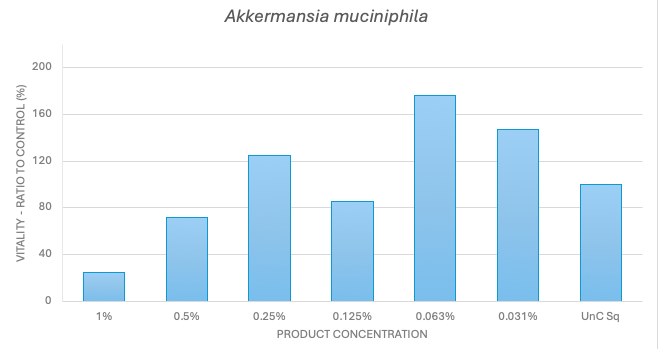 Akkermansia muciniphila
VITALITY - RATIO TO CONTROL (%)
200
160
120
80
40
0
1% 0.5% 0.25% 0.125% 0.063% 0.031% UnC Sq
PRODUCT CONCENTRATION